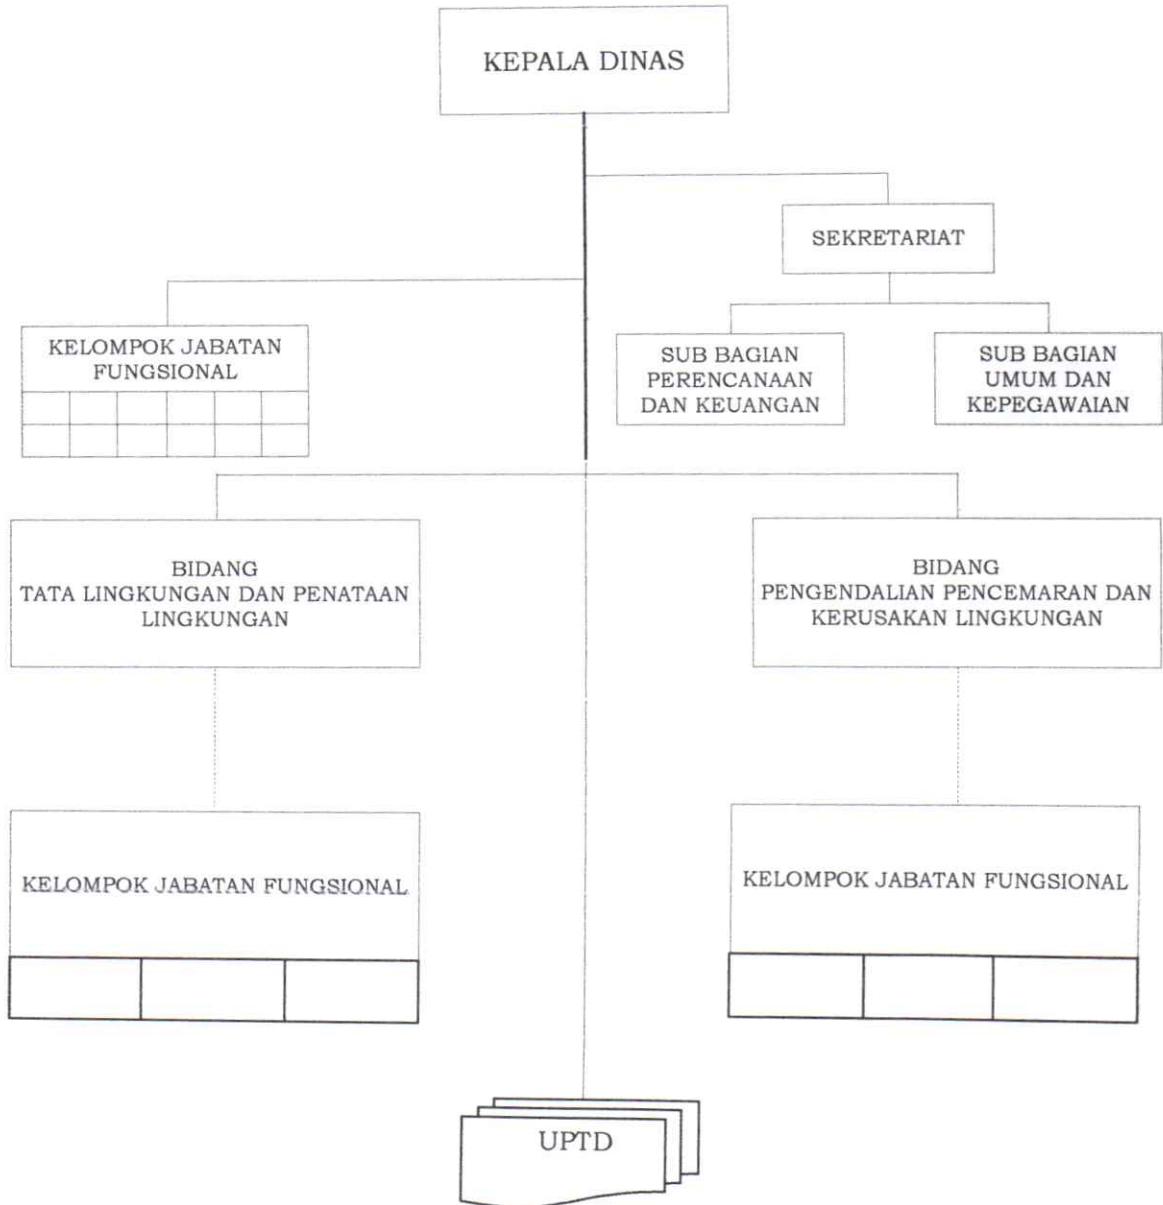 KEPALA DINAS
SEKRETARIAT
KELOMPOK JABATAN
FUNGSIONAL
SUB BAGIAN
PERENCANAAN
DAN KEUANGAN
SUB BAGIAN
UMUM DAN
KEPEGAWAIAN
BIDANG
TATA LINGKUNGAN DAN PENATAAN
LINGKUNGAN
BIDANG
PENGENDALIAN PENCEMARAN DAN
KERUSAKAN LINGKUNGAN
KELOMPOK JABATAN FUNGSIONAL
KELOMPOK JABATAN FUNGSIONAL
UPTD